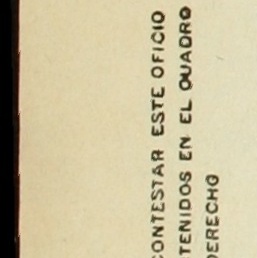 CONTESTAR ESTE OFICIO
TENIDOS EN EL CUADRO
DERECHO